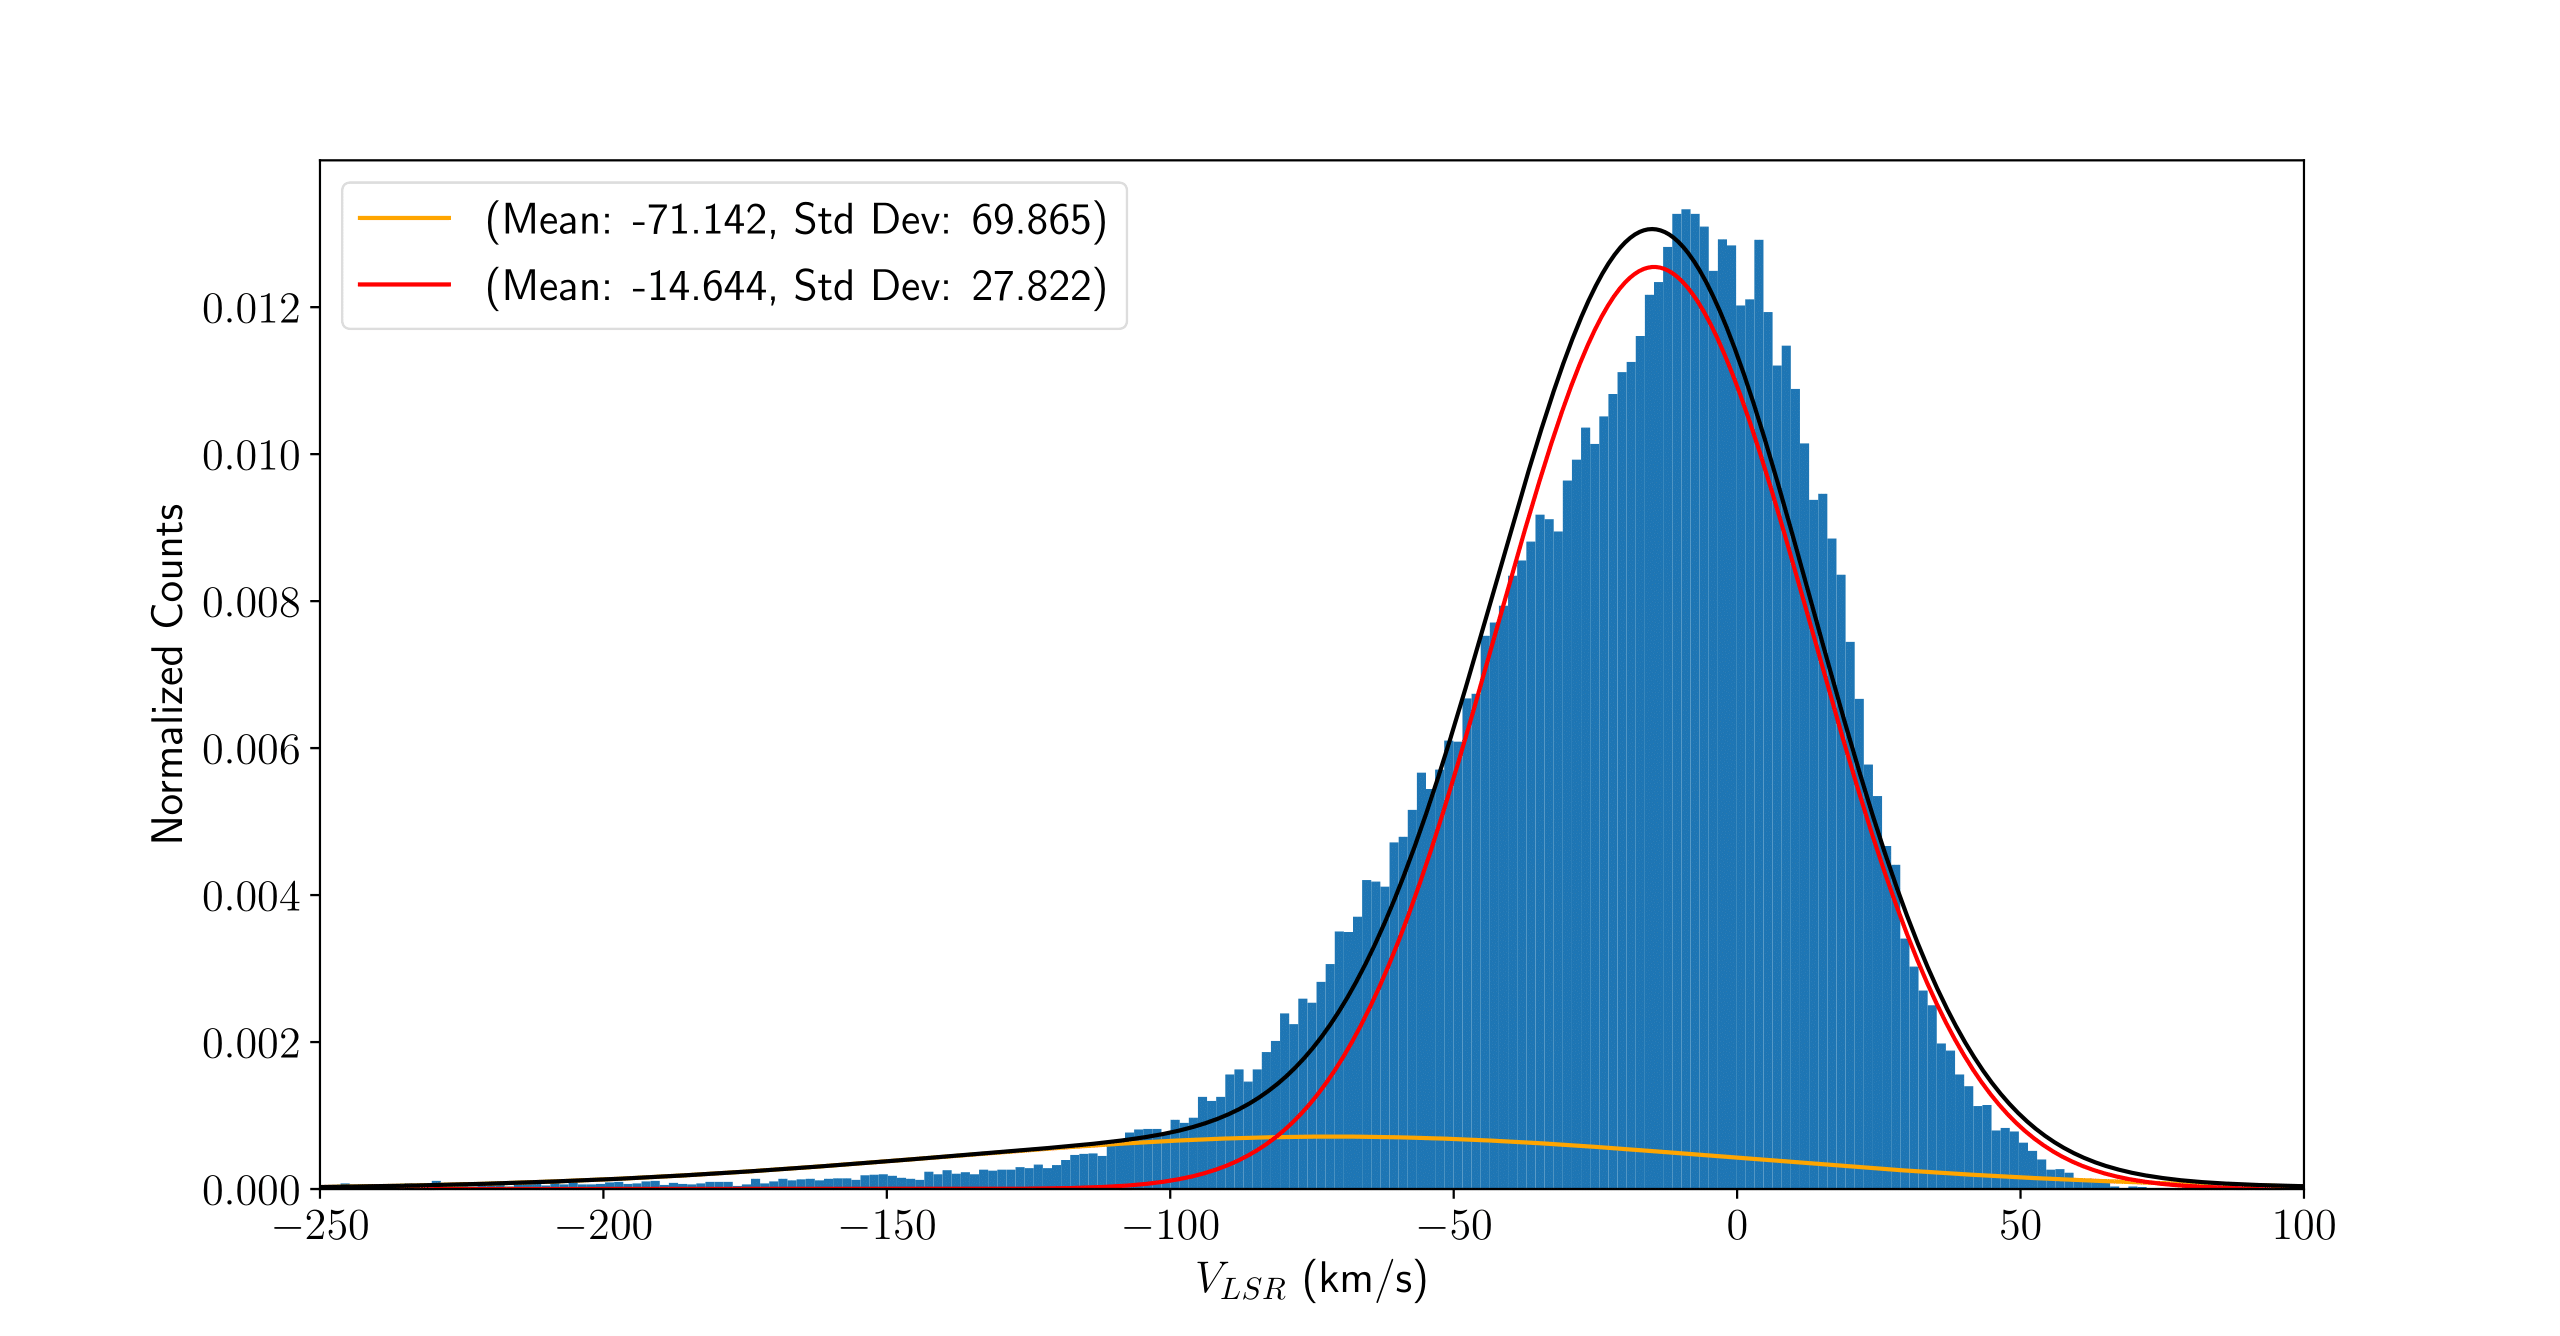 (Mean: -71.142, Std Dev: 69.865)
(Mean: -14.644, Std Dev: 27.822)
0.012
0.010
0.008
0.006
0.004
0.002
0.000
Normalized Counts
−250 −200 −150 −100 −50 0 50 100
V_{LSR} (km/s)